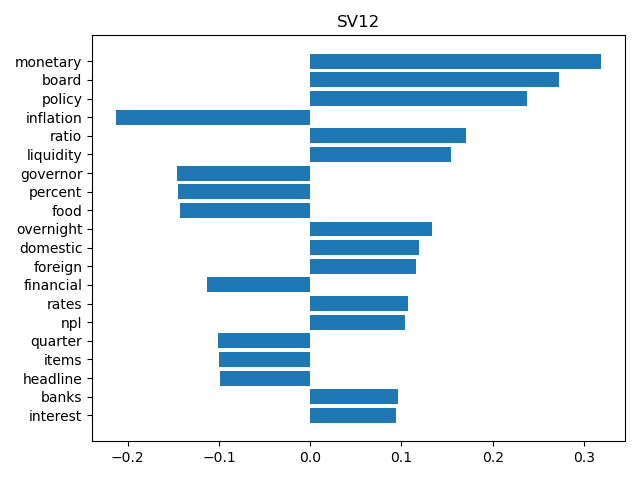 SV12
monetary
board
policy
inflation
ratio
liquidity
governor
percent
food
overnight
domestic
foreign
financial
rates
npl
quarter
items
headline
banks
interest
−0.2 −0.1 0.0 0.1 0.2 0.3